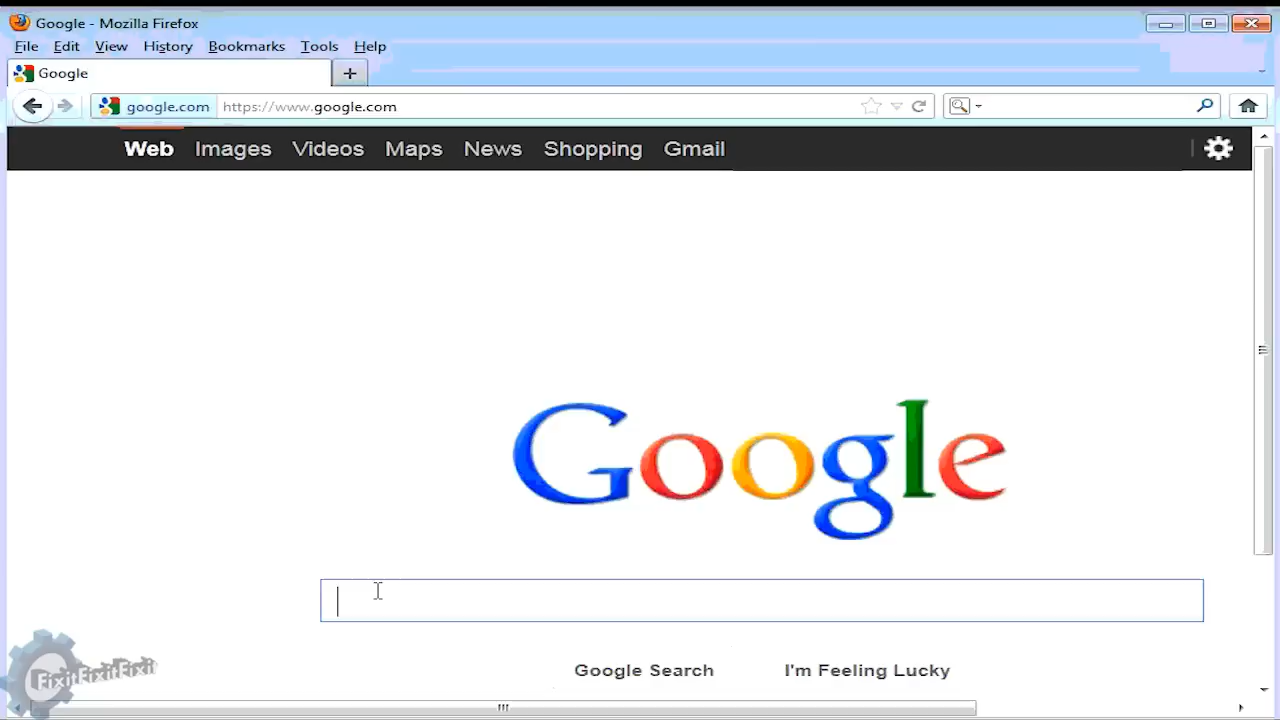 Google - Mozilla Firefox
File Edit View History Bookmarks Tools Help
Google
google.com https://www.google.com
Web Images Videos Maps News Shopping Gmail
Google
Google Search I'm Feeling Lucky
FixitFixitFixit